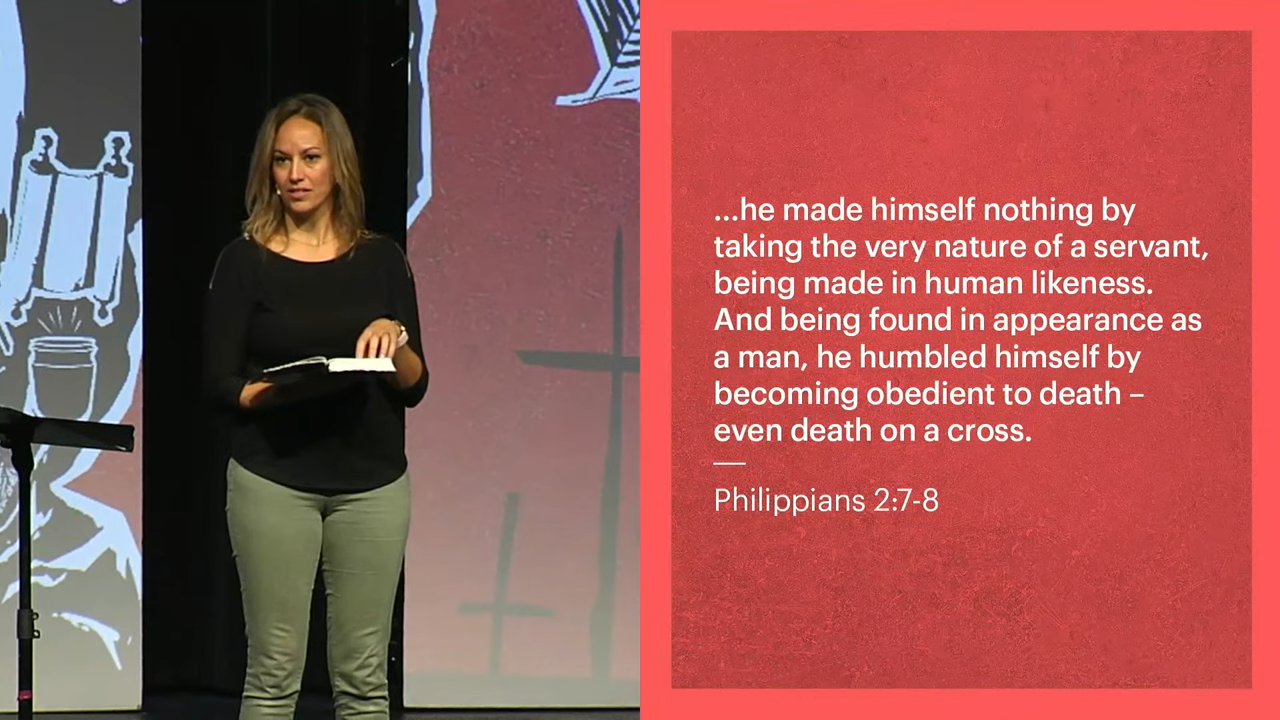 ...he made himself nothing by
taking the very nature of a servant,
being made in human likeness.
And being found in appearance as
a man, he humbled himself by
becoming obedient to death –
even death on a cross.
Philippians 2:7-8